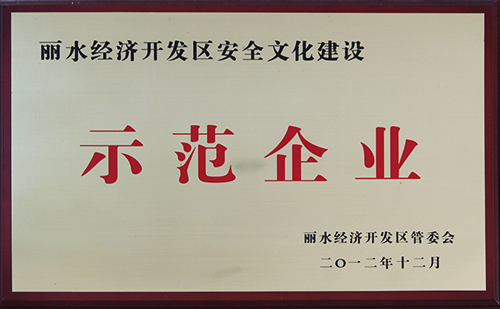 丽水经济开发区安全文化建设
示范企业
丽水经济开发区管委会
二〇一二年十二月